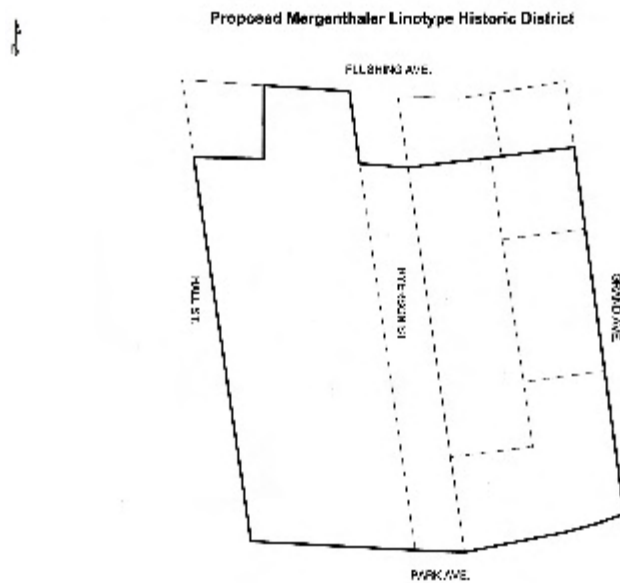 Proposed Mergenthaler Linotype Historic District
FLUSHING AVE.
HALL ST.
RYERSON ST
GRAND AVE.
PARK AVE.